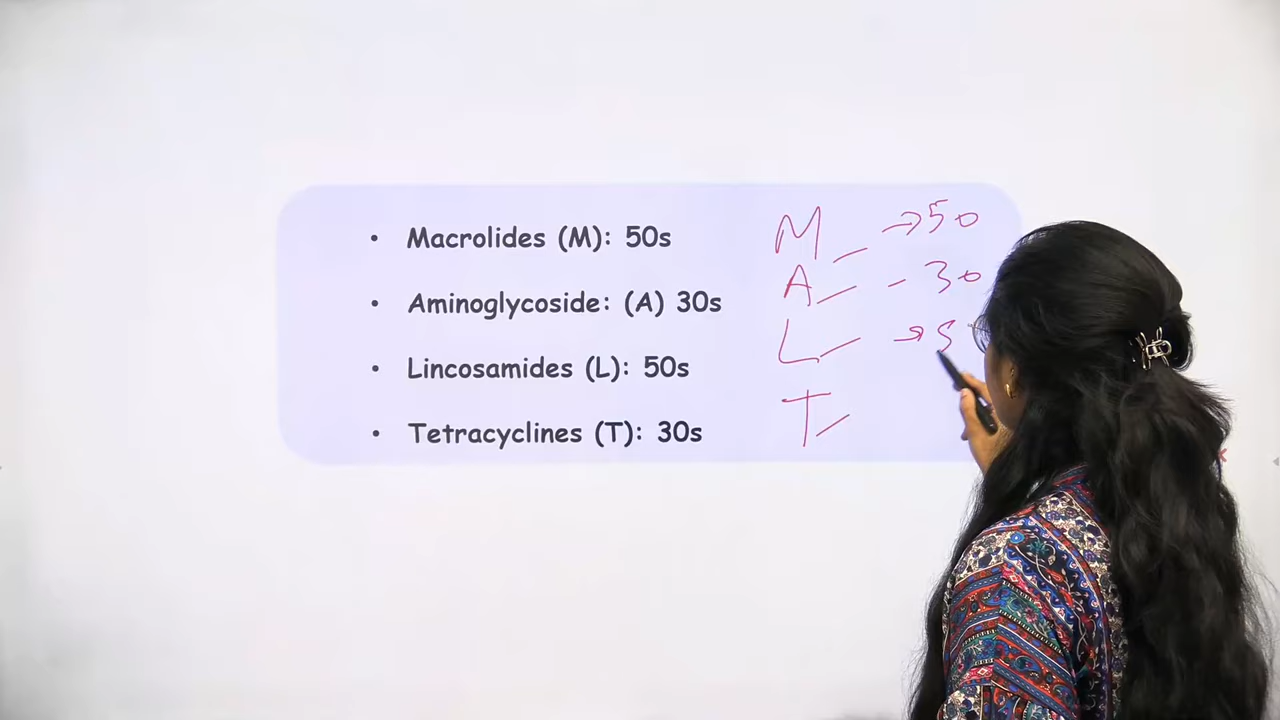 • Macrolides (M): 50s
• Aminoglycoside: (A) 30s
• Lincosamides (L): 50s
• Tetracyclines (T): 30s
M → 50
A - 30
L → 5
T